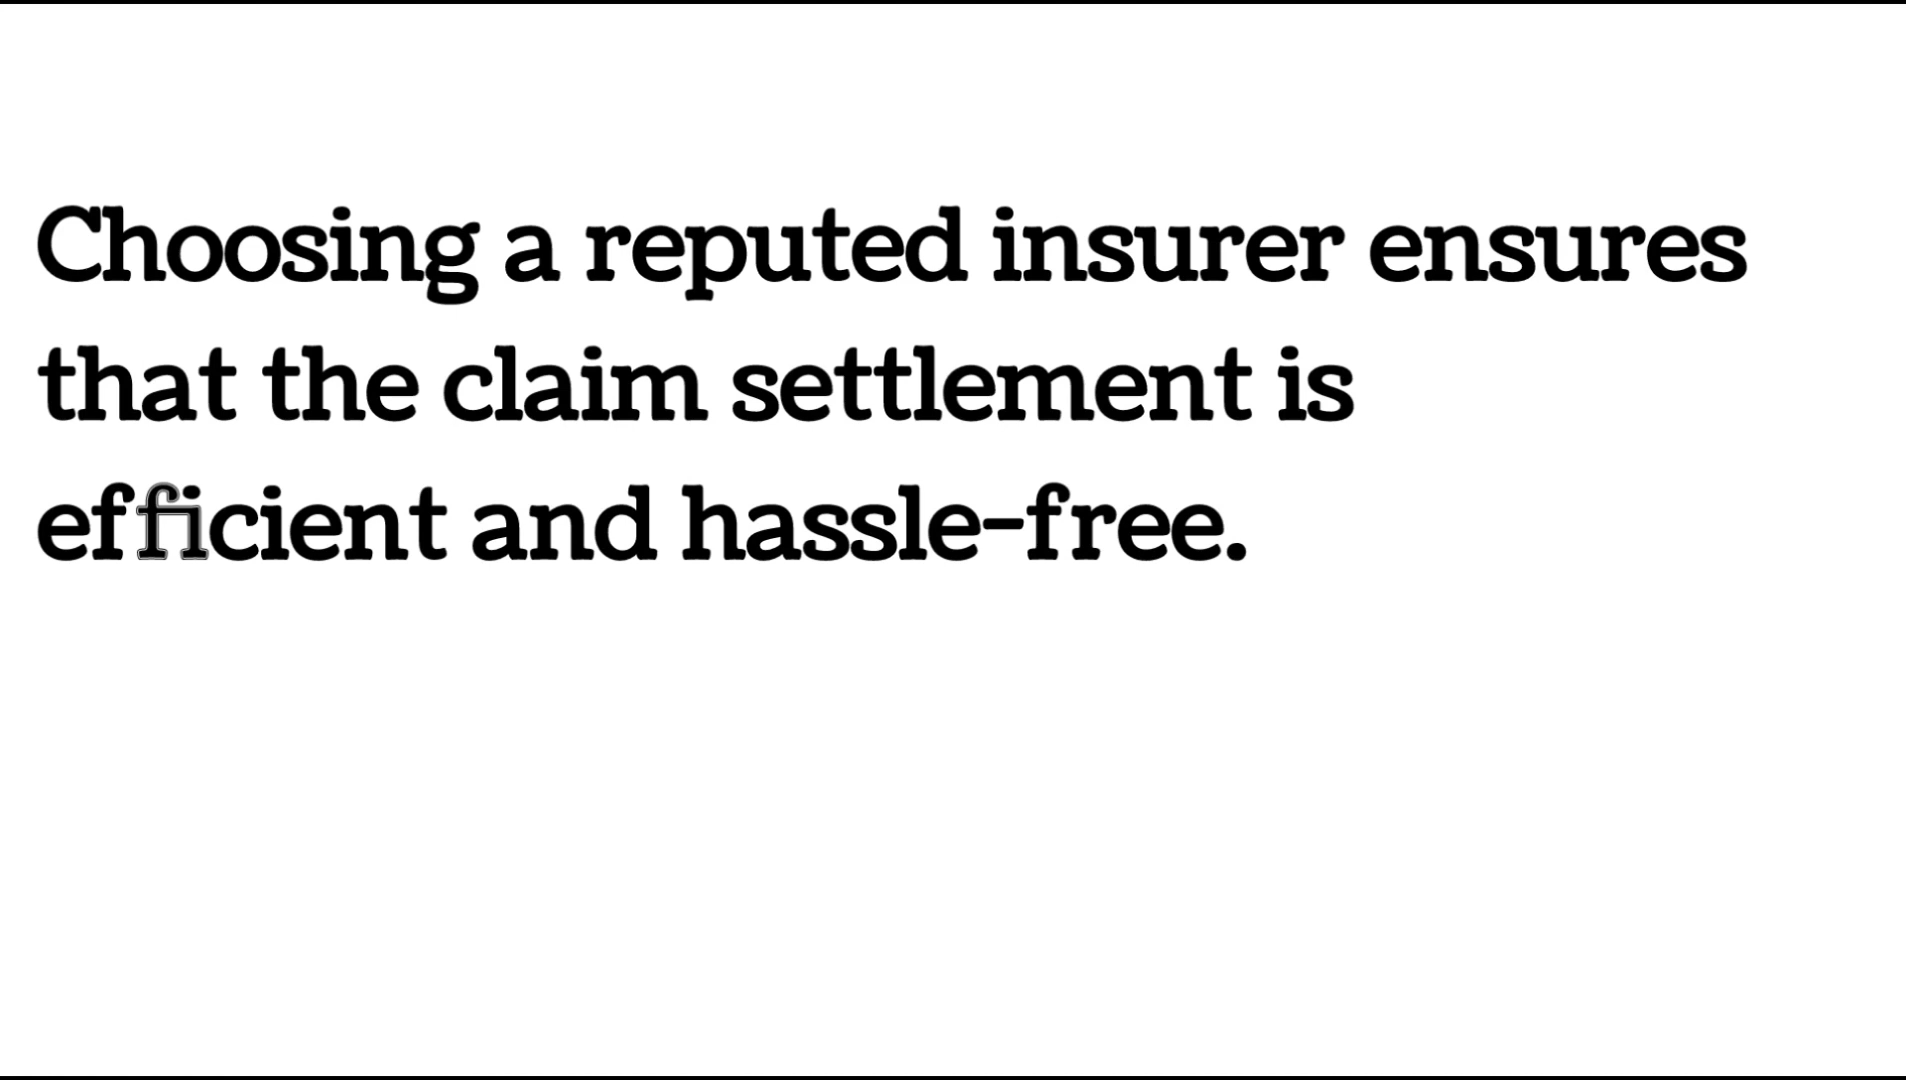 Choosing a reputed insurer ensures
that the claim settlement is
efficient and hassle-free.